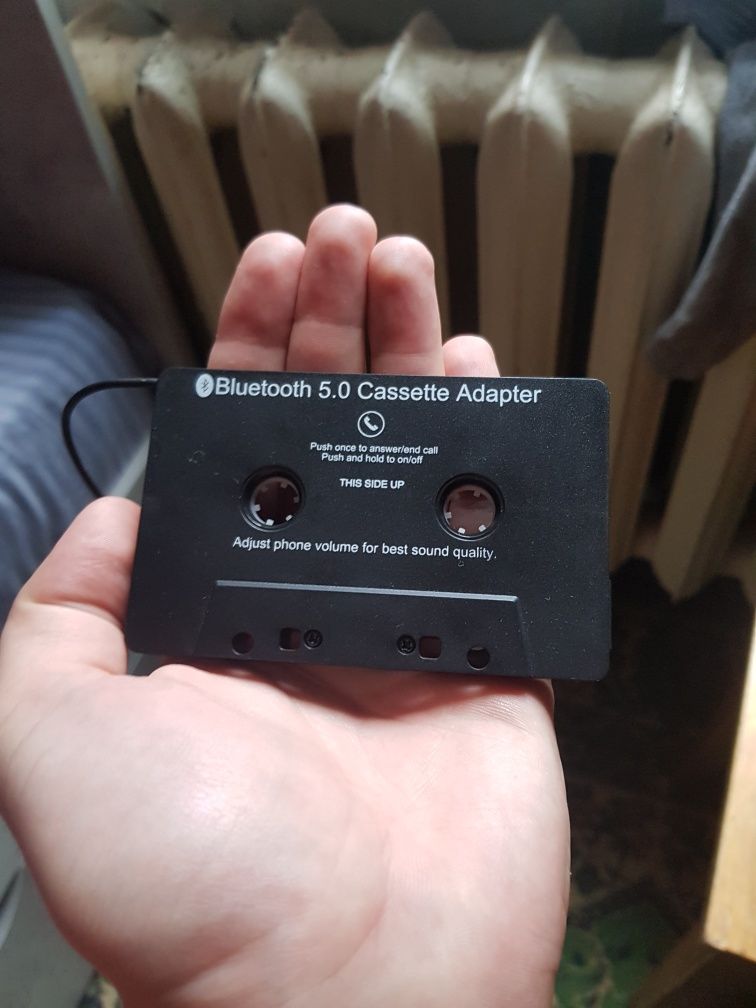 Bluetooth 5.0 Cassette Adapter
Push once to answer/end call
Push and hold to on/off
THIS SIDE UP
Adjust phone volume for best sound quality.